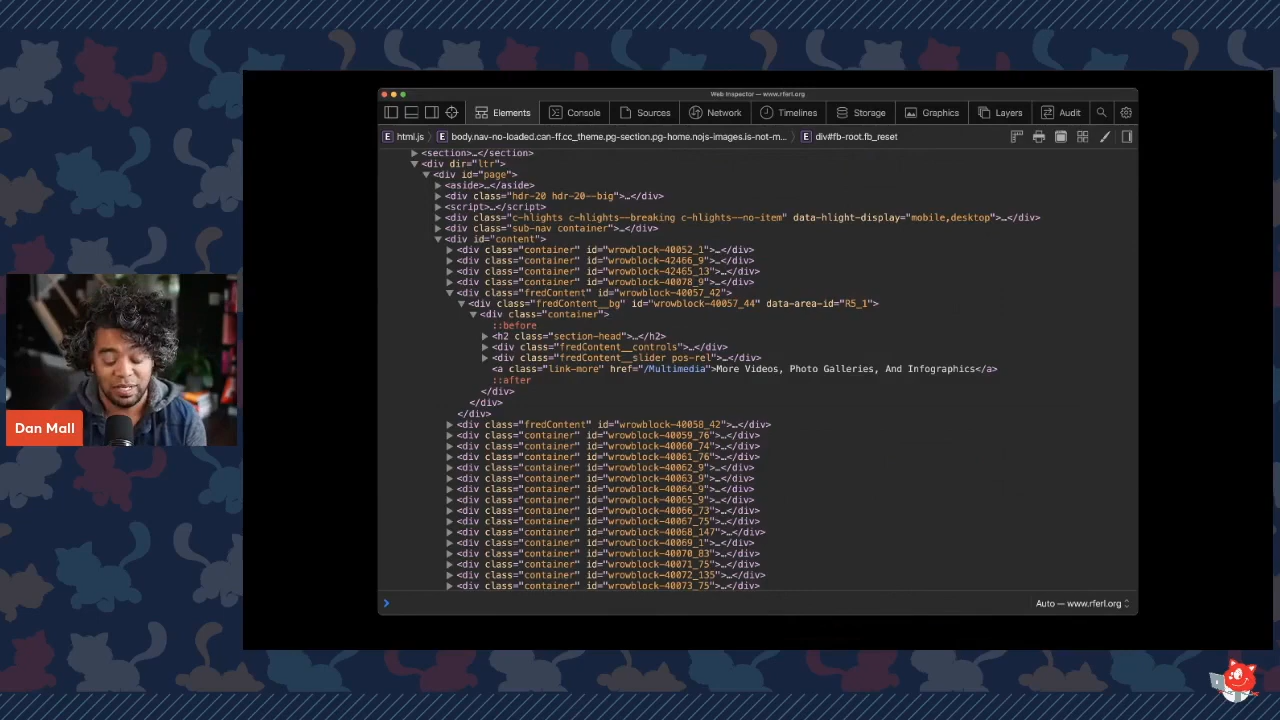 Web Inspector — www.rferl.org
Elements Console Sources Network Timelines Storage Graphics Layers Audit
E html.js E body.nav-no-loaded.can-ff.cc_theme.pg-section.pg-home.nojs-images.is-not-m... E div#fb-root.fb_reset
<section>…</section>
<div dir="ltr">
<div id="page">
<aside>…</aside>
<div class="hdr-20 hdr-20--big">…</div>
<script>…</script>
<div class="c-hlights c-hlights--breaking c-hlights--no-item" data-hlight-display="mobile,desktop">…</div>
<div class="sub-nav container">…</div>
<div id="content">
<div class="container" id="wrowblock-40052_1">…</div>
<div class="container" id="wrowblock-42466_9">…</div>
<div class="container" id="wrowblock-42465_13">…</div>
<div class="container" id="wrowblock-40078_9">…</div>
<div class="fredContent" id="wrowblock-40057_42">
<div class="fredContent__bg" id="wrowblock-40057_44" data-area-id="R5_1">
<div class="container">
::before
<h2 class="section-head">…</h2>
<div class="fredContent__controls">…</div>
<div class="fredContent__slider pos-rel">…</div>
<a class="link-more" href="/Multimedia">More Videos, Photo Galleries, And Infographics</a>
::after
</div>
</div>
</div>
<div class="fredContent" id="wrowblock-40058_42">…</div>
<div class="container" id="wrowblock-40059_76">…</div>
<div class="container" id="wrowblock-40060_74">…</div>
<div class="container" id="wrowblock-40061_76">…</div>
<div class="container" id="wrowblock-40062_9">…</div>
<div class="container" id="wrowblock-40063_9">…</div>
<div class="container" id="wrowblock-40064_9">…</div>
<div class="container" id="wrowblock-40065_9">…</div>
<div class="container" id="wrowblock-40066_73">…</div>
<div class="container" id="wrowblock-40067_75">…</div>
<div class="container" id="wrowblock-40068_147">…</div>
<div class="container" id="wrowblock-40069_1">…</div>
<div class="container" id="wrowblock-40070_83">…</div>
<div class="container" id="wrowblock-40071_75">…</div>
<div class="container" id="wrowblock-40072_135">…</div>
<div class="container" id="wrowblock-40073_75">…</div>
Auto — www.rferl.org
Dan Mall